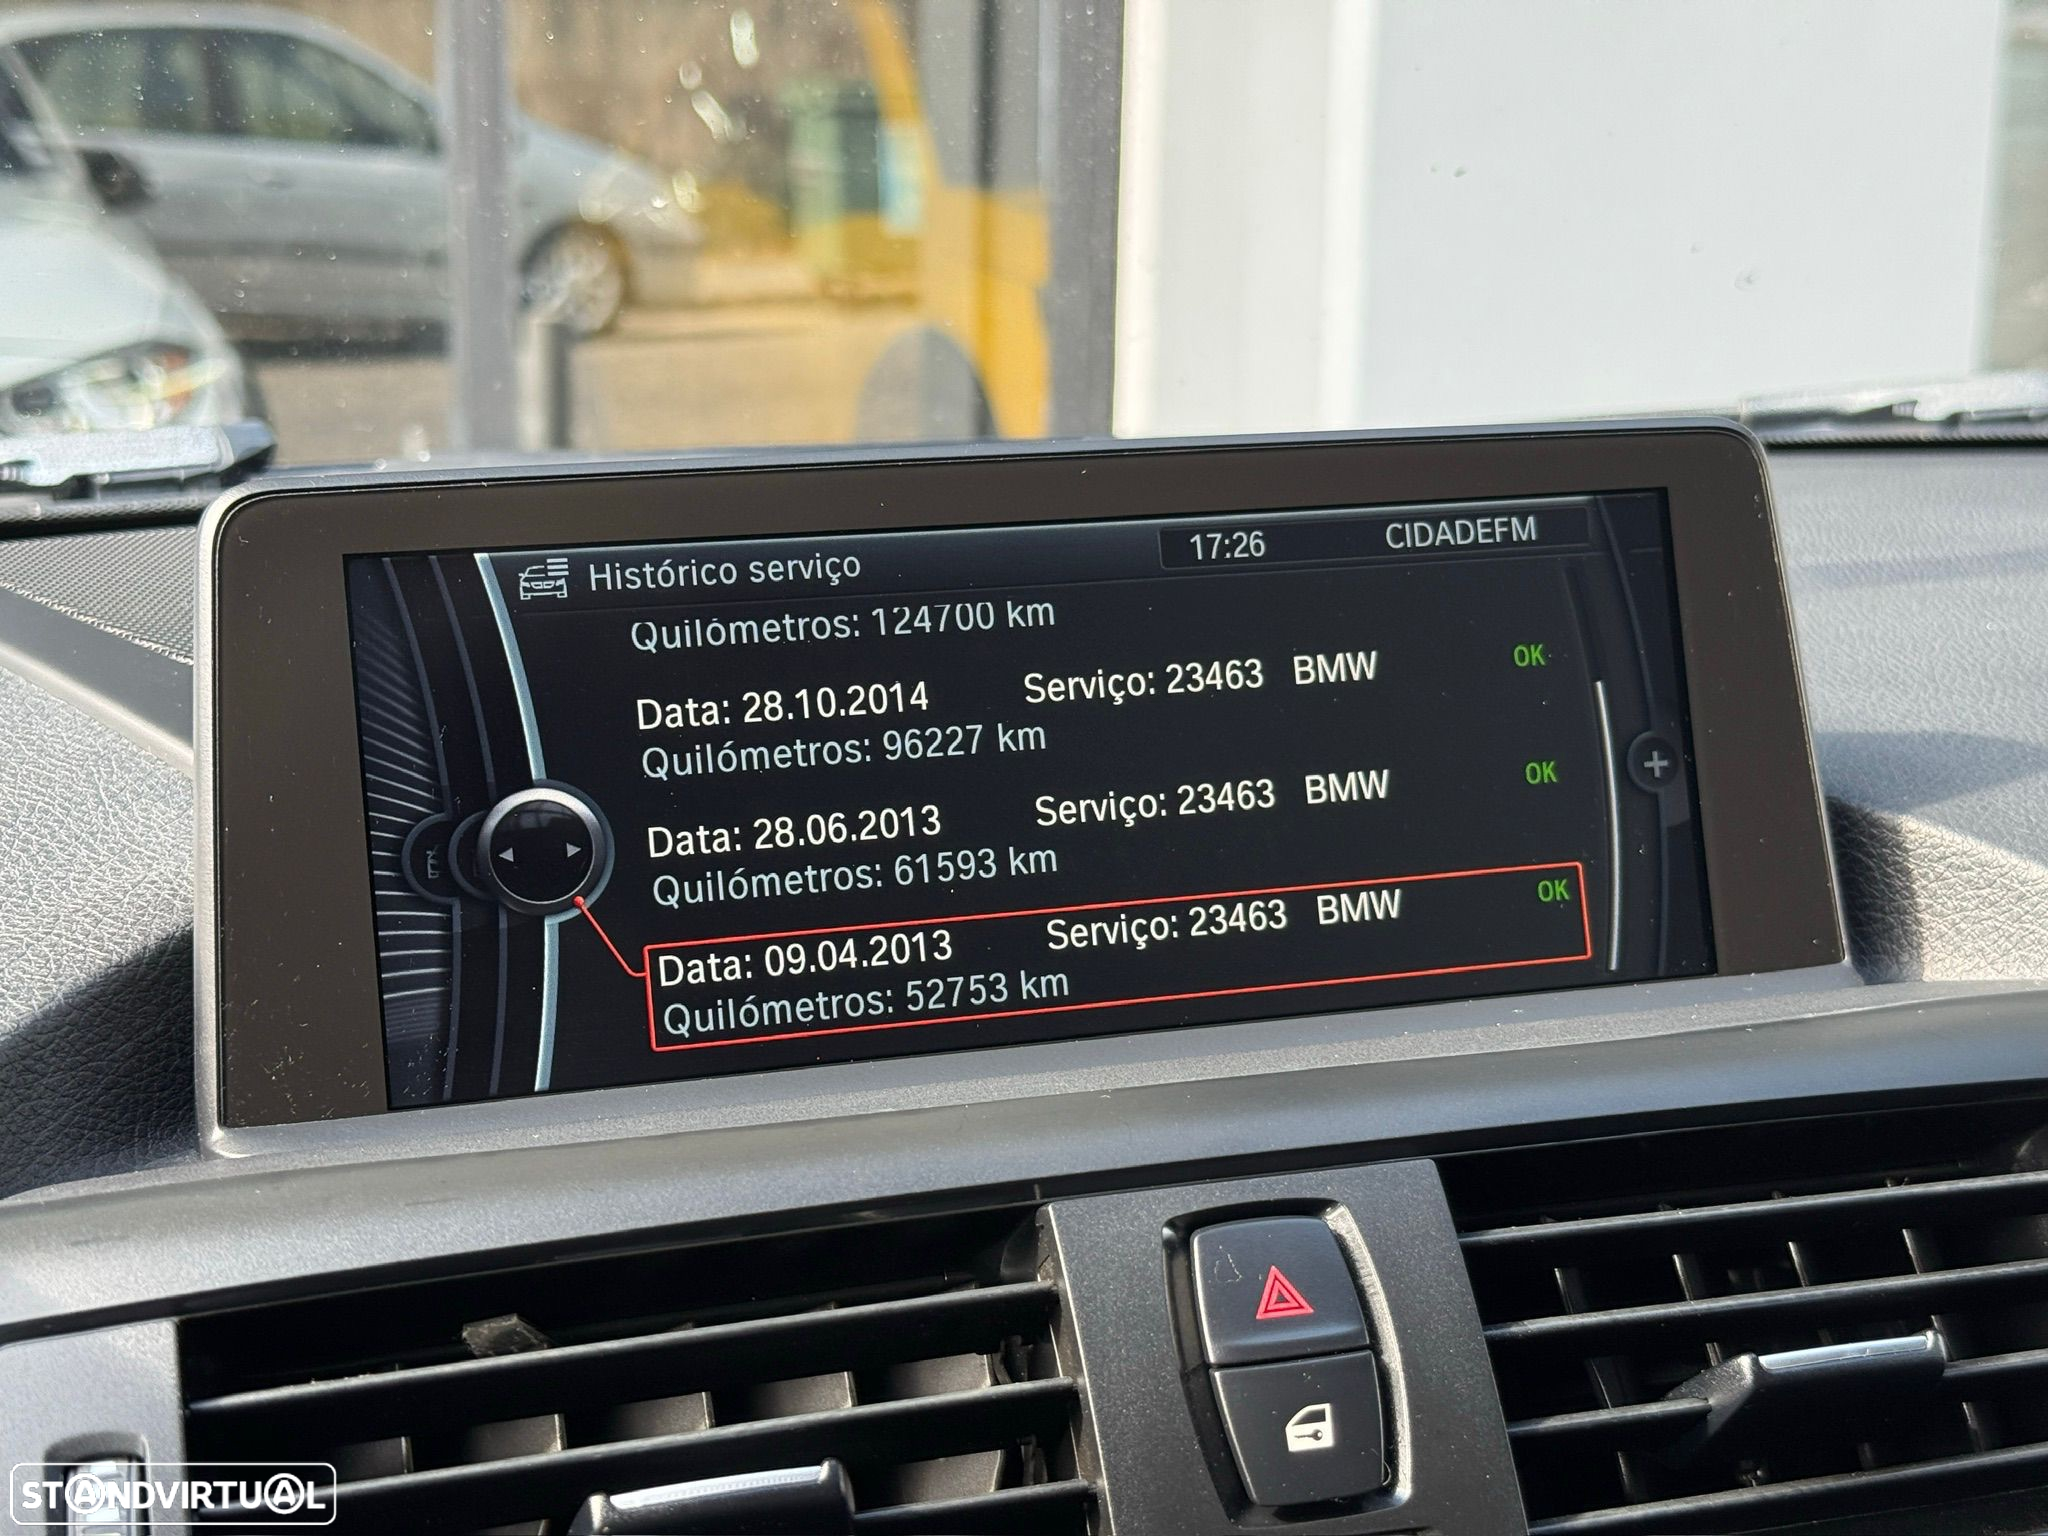 Histórico serviço 17:26 CIDADEFM
Quilómetros: 124700 km
Data: 28.10.2014 Serviço: 23463 BMW OK
Quilómetros: 96227 km
Data: 28.06.2013 Serviço: 23463 BMW OK
Quilómetros: 61593 km
Data: 09.04.2013 Serviço: 23463 BMW OK
Quilómetros: 52753 km
STANDVIRTUAL